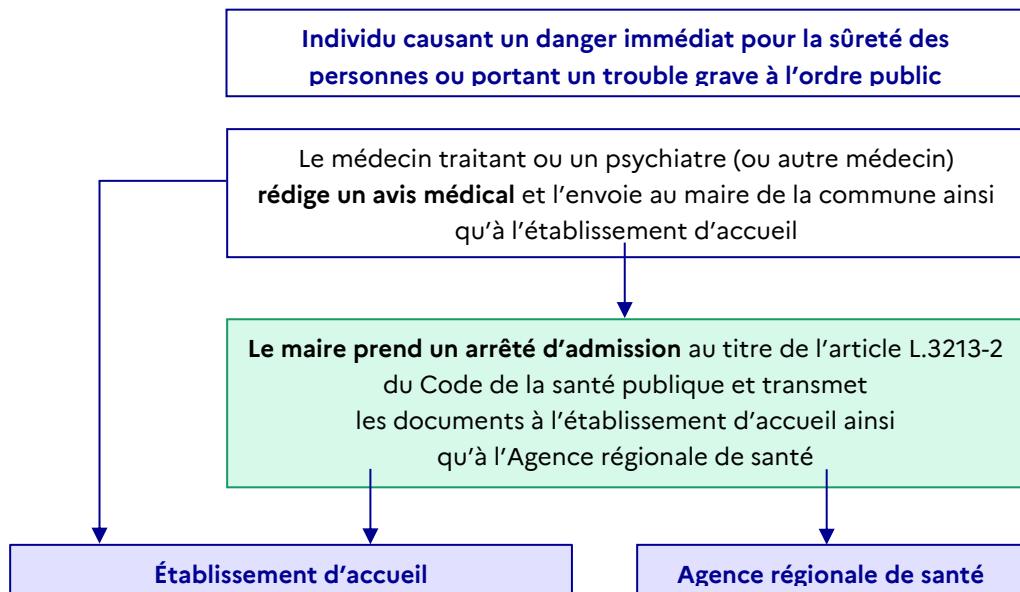 Individu causant un danger immédiat pour la sûreté des
personnes ou portant un trouble grave à l’ordre public
Le médecin traitant ou un psychiatre (ou autre médecin)
rédige un avis médical et l’envoie au maire de la commune ainsi
qu’à l’établissement d’accueil
Le maire prend un arrêté d’admission au titre de l’article L.3213-2
du Code de la santé publique et transmet
les documents à l’établissement d’accueil ainsi
qu’à l’Agence régionale de santé
Établissement d’accueil
Agence régionale de santé